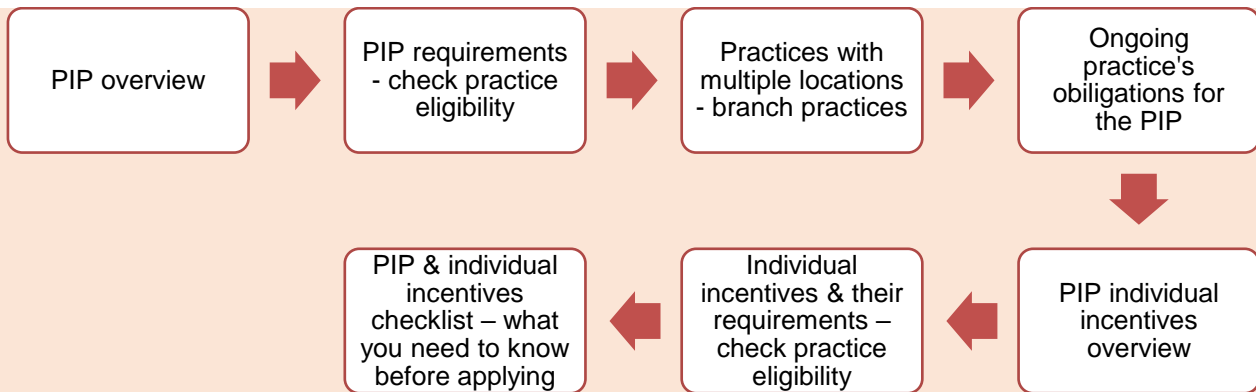 PIP overview
PIP requirements
- check practice
eligibility
Practices with
multiple locations
- branch practices
Ongoing
practice's
obiligations for
the PIP
PIP individual
incentives
overview
Individual
incentives & their
requirements –
check practice
eligibility
PIP & individual
incentives
checklist – what
you need to know
before applying